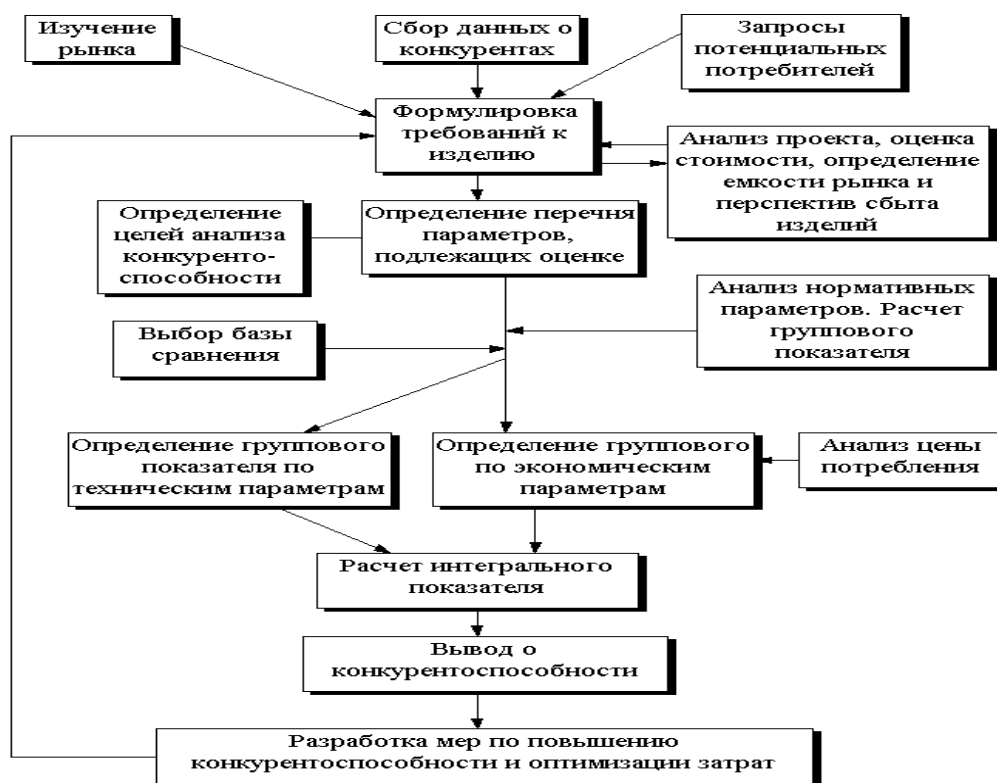 Изучение
рынка
Сбор данных о
конкурентах
Запросы
потенциальных
потребителей
Формулировка
требований к
изделию
Анализ проекта, оценка
стоимости, определение
емкости рынка и
перспектив сбыта
изделий
Определение
целей анализа
конкуренто-
способности
Определение перечня
параметров,
подлежащих оценке
Анализ нормативных
параметров. Расчет
группового
показателя
Выбор базы
сравнения
Определение группового
показателя по
техническим параметрам
Определение группового
по экономическим
параметрам
Анализ цены
потребления
Расчет интегрального
показателя
Вывод о
конкурентоспособности
Разработка мер по повышению
конкурентоспособности и оптимизации затрат